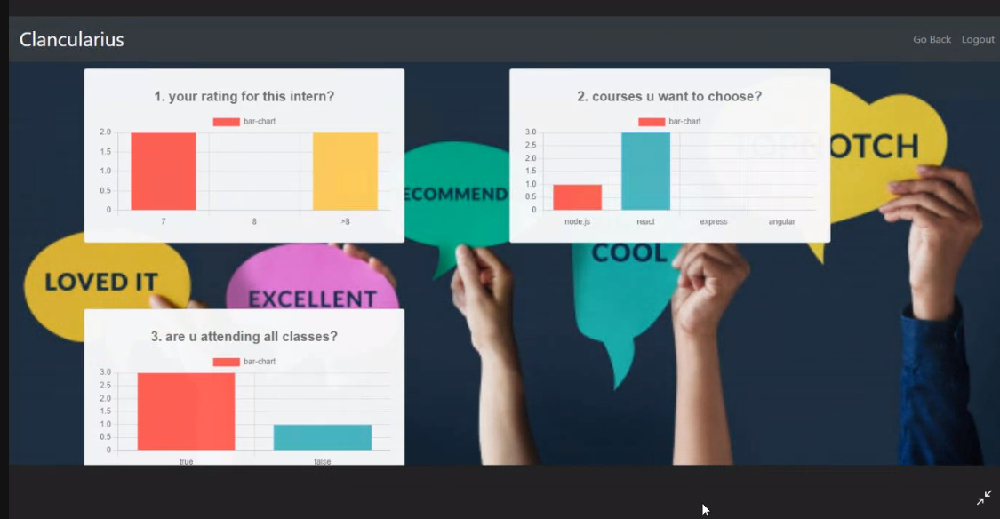 Clancularius
Go Back Logout
1. your rating for this intern?
bar-chart
2.0
1.5
1.0
0.5
0
7 8 >8
2. courses u want to choose?
bar-chart
3.0
2.5
2.0
1.5
1.0
0.5
0
node.js react express angular
ECOMMEND
TOPNOTCH
LOVED IT
EXCELLENT
COOL
3. are u attending all classes?
bar-chart
3.0
2.5
2.0
1.5
1.0
0.5
0
true false